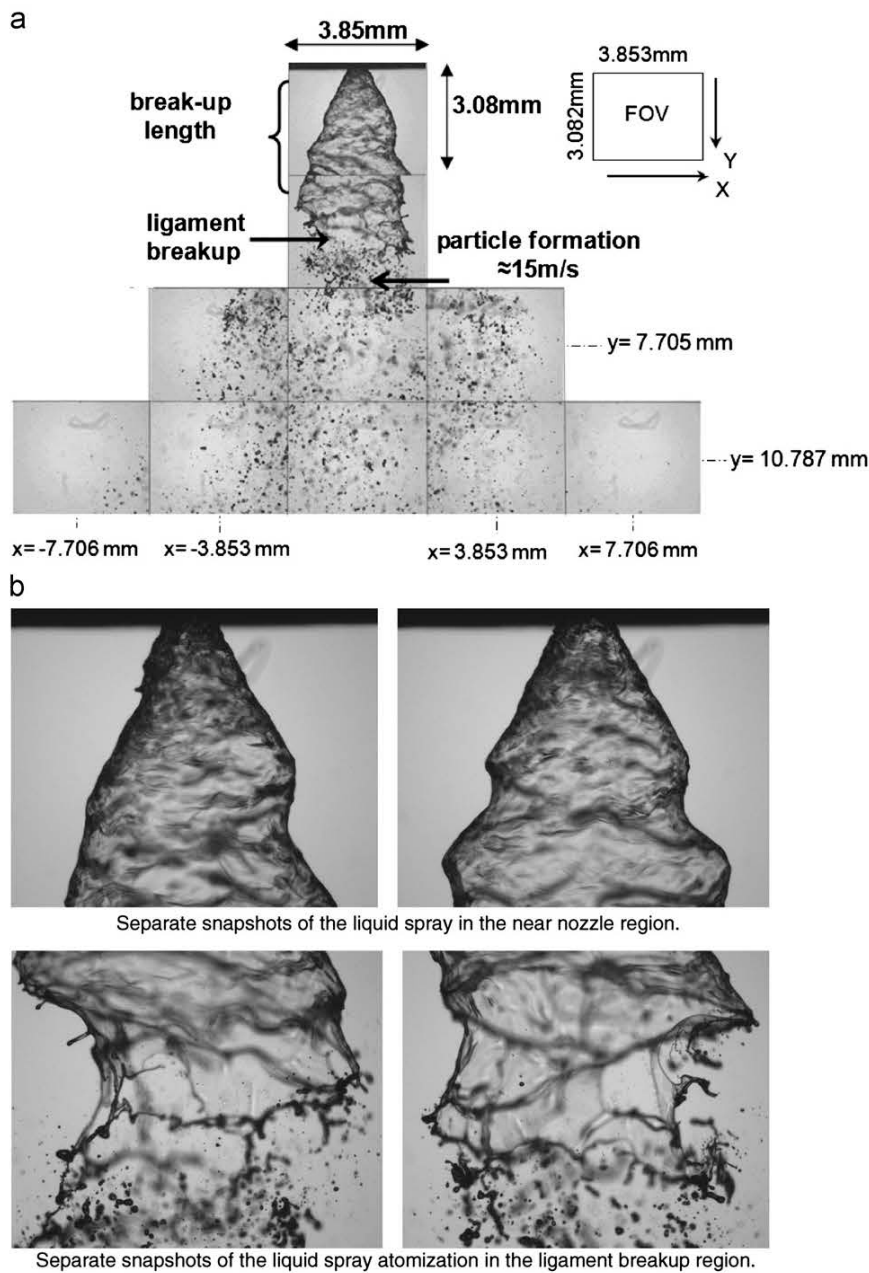 a
3.85mm
3.08mm
break-up
length
ligament
breakup
particle formation
≈15m/s
3.853mm
3.082mm
FOV
Y
X
y= 7.705 mm
y= 10.787 mm
x= -7.706 mm
x= -3.853 mm
x= 3.853 mm
x= 7.706 mm
b
Separate snapshots of the liquid spray in the near nozzle region.
Separate snapshots of the liquid spray atomization in the ligament breakup region.